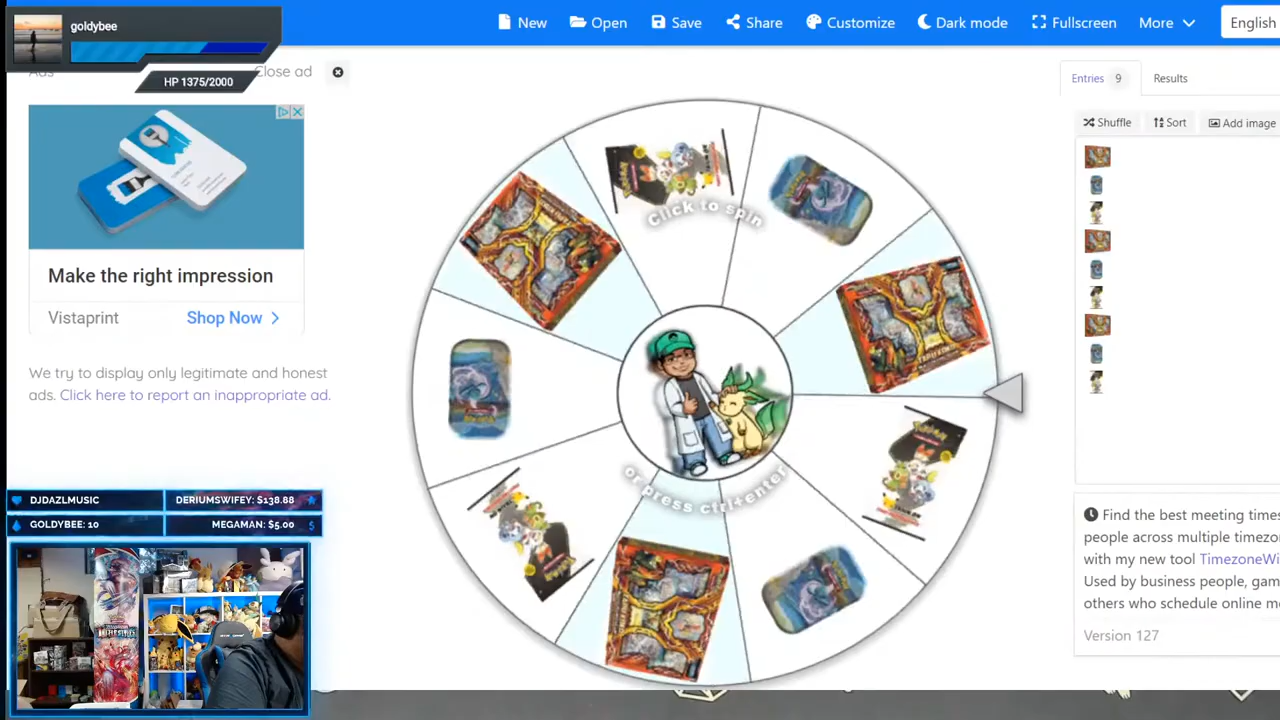 goldybee
HP 1375/2000
New
Open
Save
Share
Customize
Dark mode
Fullscreen
More
English
Ads
Close ad
Make the right impression
Vistaprint
Shop Now
We try to display only legitimate and honest
ads. Click here to report an inappropriate ad.
DJDAZLMUSIC
DERIUMSWIFEY: $138.88
GOLDYBEE: 10
MEGAMAN: $5.00
Click to spin
or press ctrl+enter
Entries 9
Results
Shuffle
Sort
Add image
Find the best meeting times
people across multiple timezo
with my new tool TimezoneWi
Used by business people, gam
others who schedule online m
Version 127